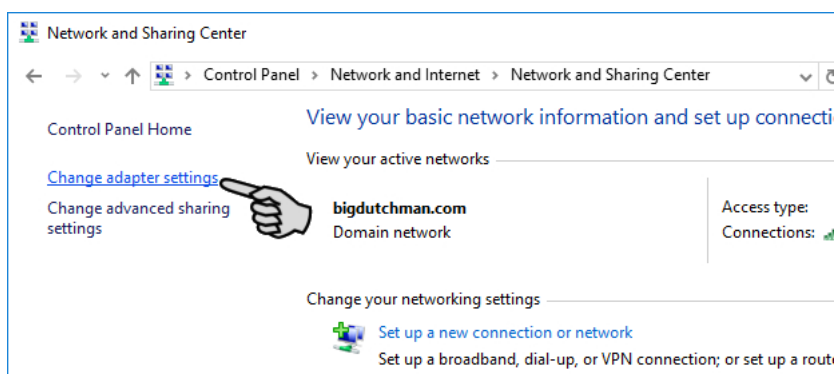 Network and Sharing Center
Control Panel > Network and Internet > Network and Sharing Center
Control Panel Home
Change adapter settings
Change advanced sharing
settings
View your basic network information and set up
View your active networks
bigdutchman.com
Domain network
Access type:
Connections:
Change your networking settings
Set up a new connection or network
Set up a broadband, dial-up, or VPN connection; or set up a